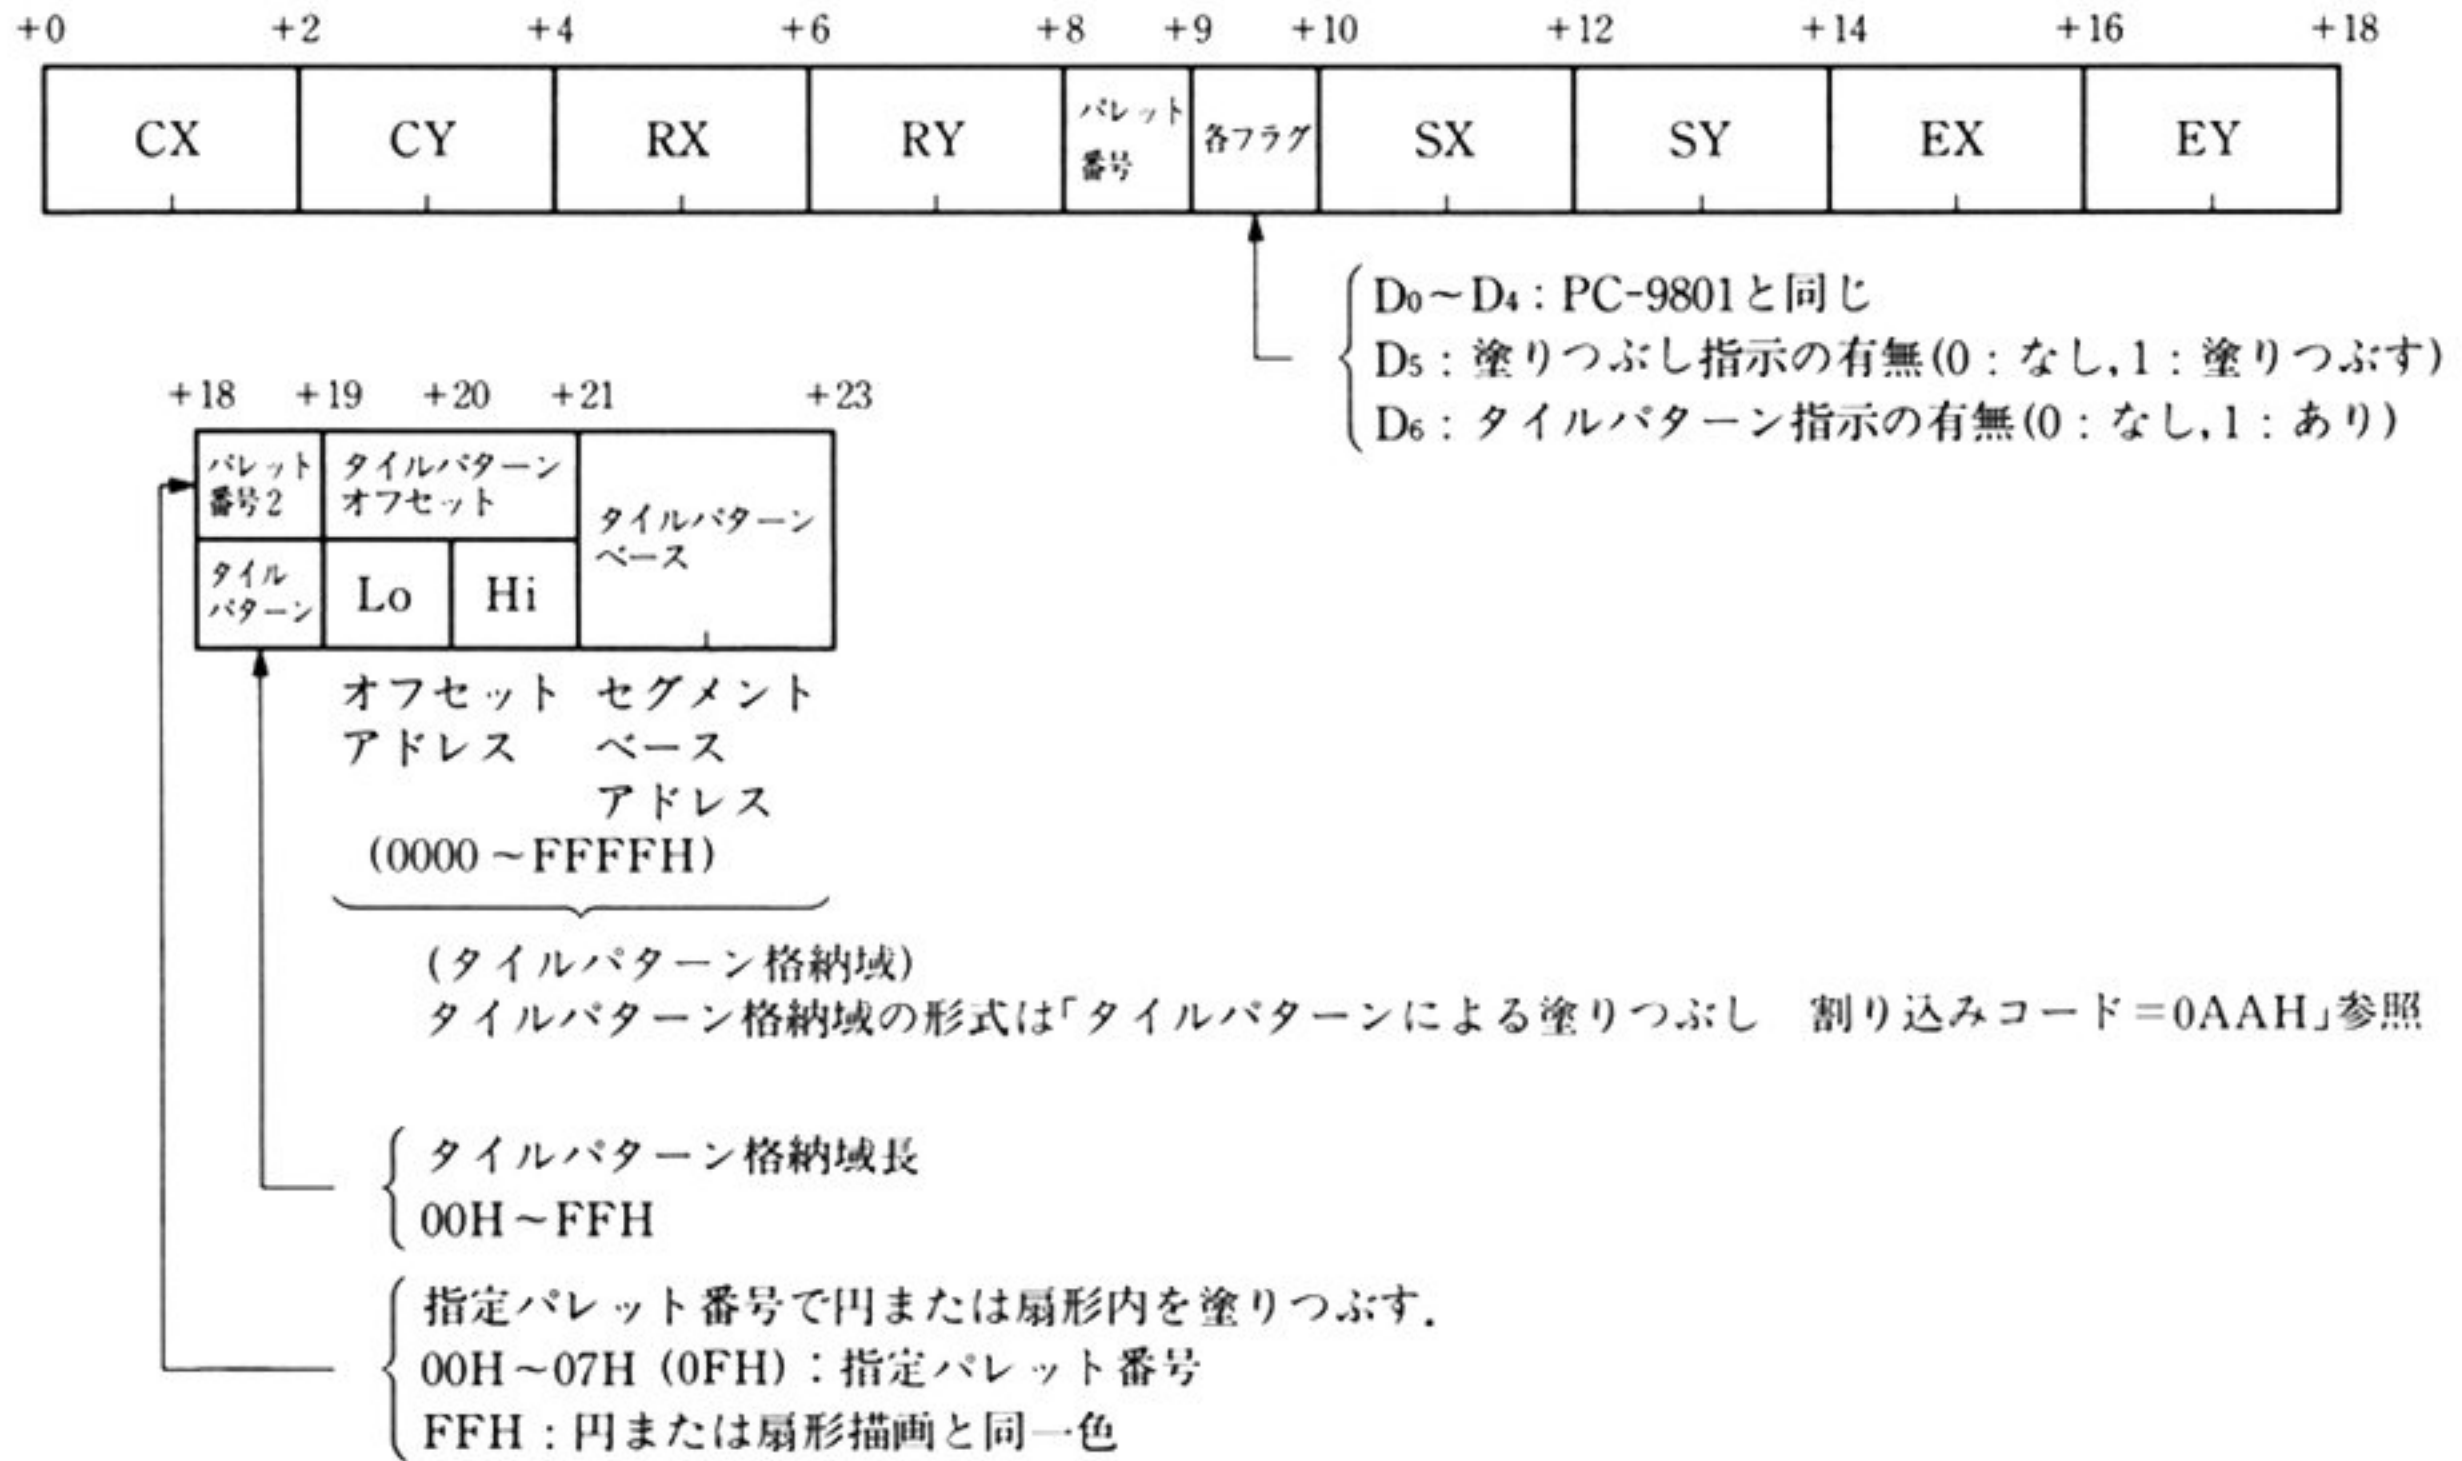 +0 +2 +4 +6 +8 +9 +10 +12 +14 +16 +18
CX CY RX RY パレット番号 各フラグ SX SY EX EY
D₀～D₄：PC-9801と同じ
D₅：塗りつぶし指示の有無(0：なし,1：塗りつぶす)
D₆：タイルパターン指示の有無(0：なし,1：あり)
+18 +19 +20 +21 +23
パレット
番号2
タイルパターン
オフセット
タイルパターン
ベース
タイル
パターン
Lo Hi
オフセット
アドレス
セグメント
ベース
アドレス
(0000～FFFFH)
(タイルパターン格納域)
タイルパターン格納域の形式は「タイルパターンによる塗りつぶし 割り込みコード=0AAH」参照
タイルパターン格納域長
00H～FFH
指定パレット番号で円または扇形内を塗りつぶす.
00H～07H (0FH)：指定パレット番号
FFH：円または扇形描画と同一色